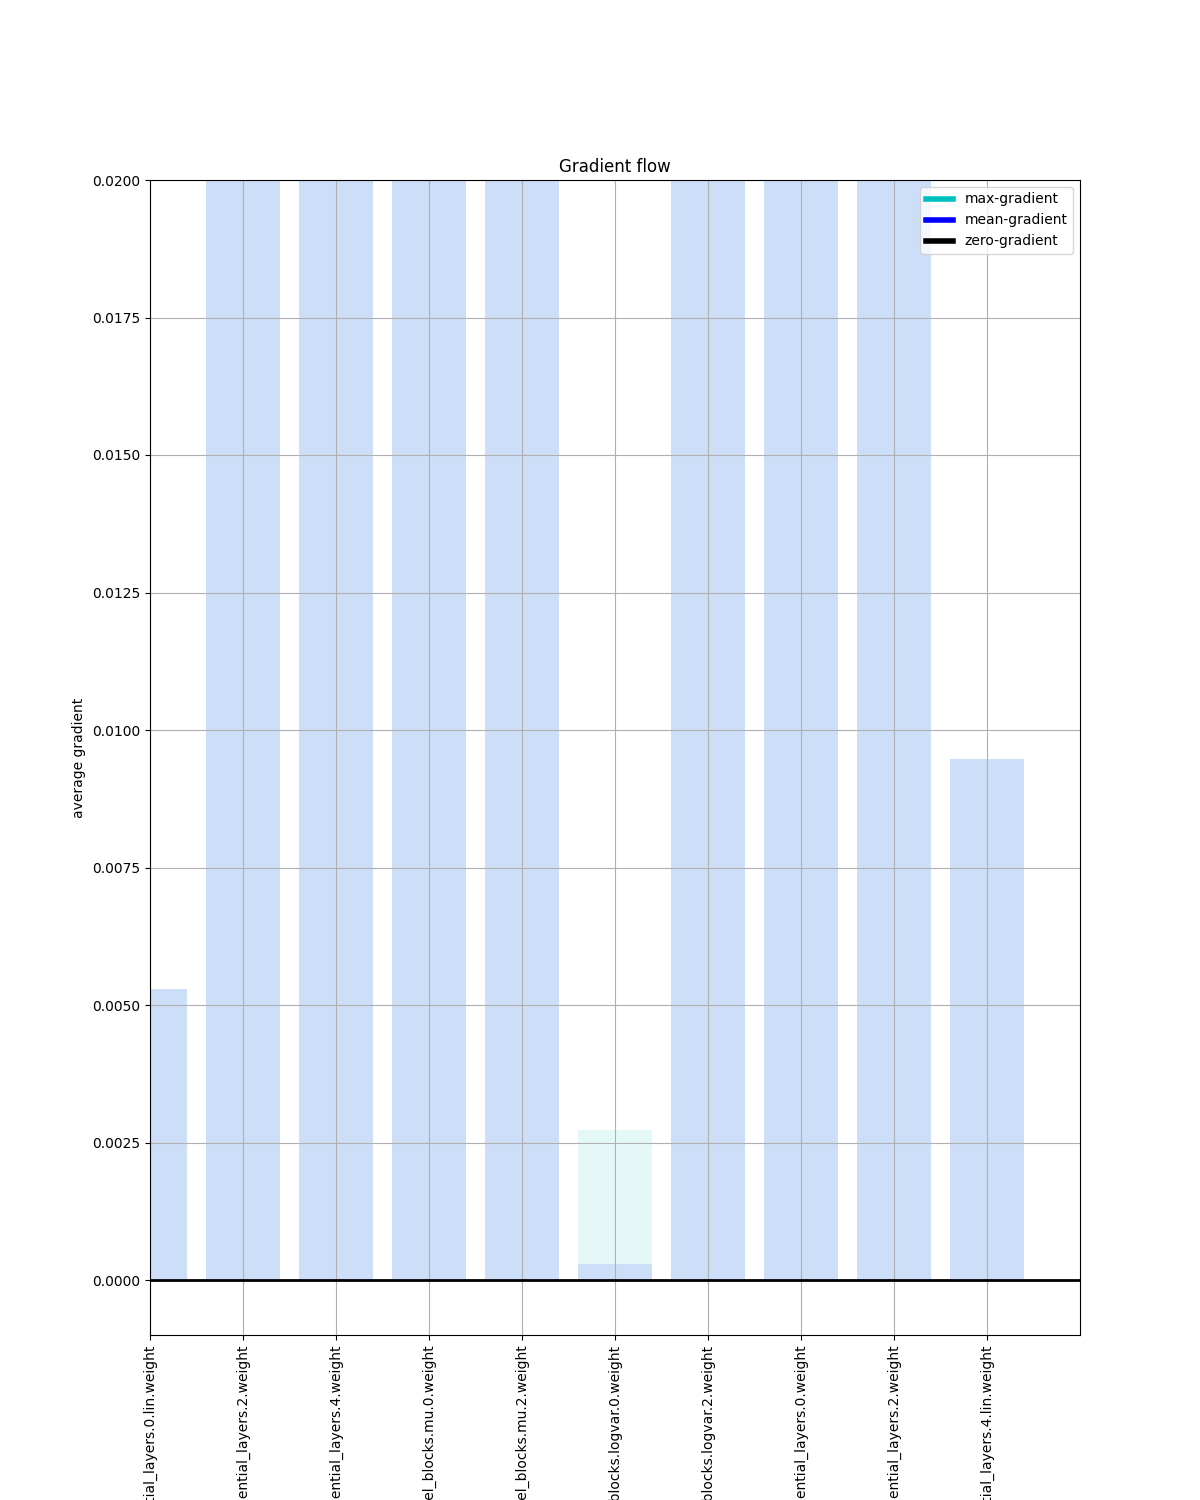 Gradient flow
max-gradient
mean-gradient
zero-gradient
0.0200
0.0175
0.0150
0.0125
0.0100
0.0075
0.0050
0.0025
0.0000
average gradient
tial_layers.0.lin.weight
ential_layers.2.weight
ential_layers.4.weight
el_blocks.mu.0.weight
el_blocks.mu.2.weight
blocks.logvar.0.weight
blocks.logvar.2.weight
ential_layers.0.weight
ential_layers.2.weight
tial_layers.4.lin.weight